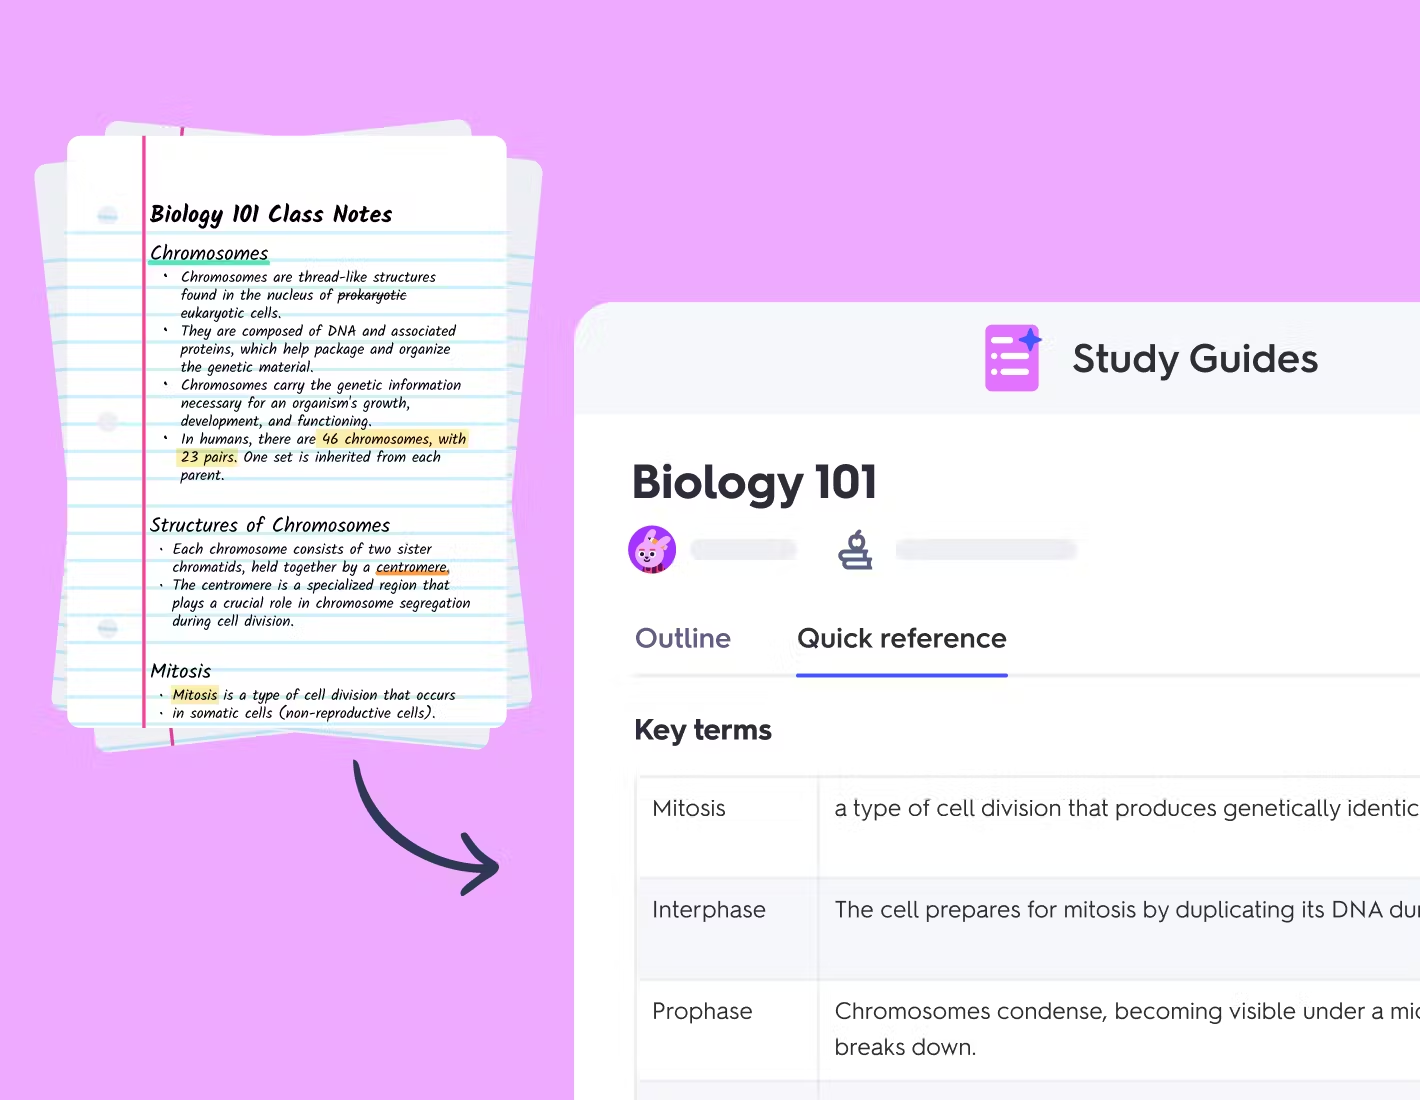 Biology 101 Class Notes
Chromosomes
• Chromosomes are thread-like structures
found in the nucleus of prokaryotic
eukaryotic cells.
• They are composed of DNA and associated
proteins, which help package and organize
the genetic material.
• Chromosomes carry the genetic information
necessary for an organism's growth,
development, and functioning.
• In humans, there are 46 chromosomes, with
23 pairs. One set is inherited from each
parent.
Structures of Chromosomes
• Each chromosome consists of two sister
chromatids, held together by a centromere.
• The centromere is a specialized region that
plays a crucial role in chromosome segregation
during cell division.
Mitosis
• Mitosis is a type of cell division that occurs
• in somatic cells (non-reproductive cells).
Study Guides
Biology 101
Outline Quick reference
Key terms
Mitosis a type of cell division that produces genetically
Interphase The cell prepares for mitosis by duplicating its DNA
Prophase Chromosomes condense, becoming visible under a
breaks down.